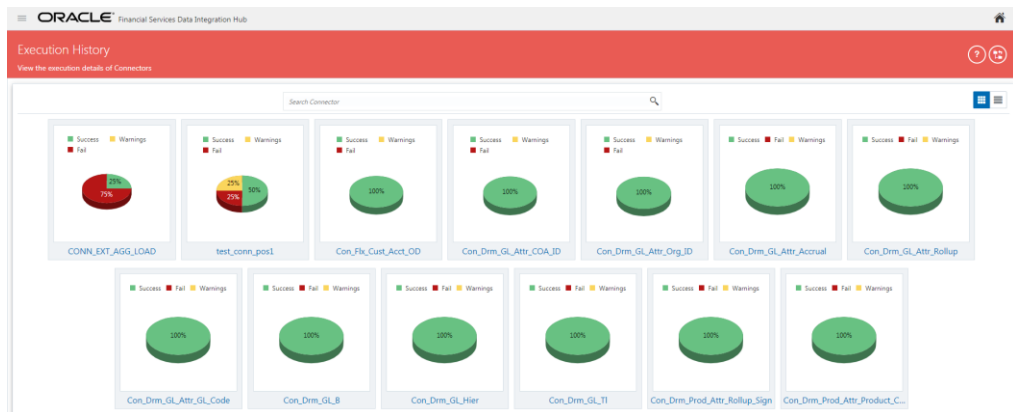 ORACLE® Financial Services Data Integration Hub
Execution History
View the execution details of Connectors
?
Search Connector
Success Warnings
Fail
25%
75%
CONN_EXT_AGG_LOAD
Success Warnings
Fail
25%
50%
25%
test_conn_pos1
Success Warnings
Fail
100%
Con_Flx_Cust_Acct_OD
Success Warnings
Fail
100%
Con_Drm_GL_Attr_COA_ID
Success Warnings
Fail
100%
Con_Drm_GL_Attr_Org_ID
Success Fail Warnings
100%
Con_Drm_GL_Attr_Accrual
Success Fail Warnings
100%
Con_Drm_GL_Attr_Rollup
Success Fail Warnings
100%
Con_Drm_GL_Attr_GL_Code
Success Fail Warnings
100%
Con_Drm_GL_B
Success Fail Warnings
100%
Con_Drm_GL_Hier
Success Fail Warnings
100%
Con_Drm_GL_Tl
Success Fail Warnings
100%
Con_Drm_Prod_Attr_Rollup_Sign
Success Fail Warnings
100%
Con_Drm_Prod_Attr_Product_C...